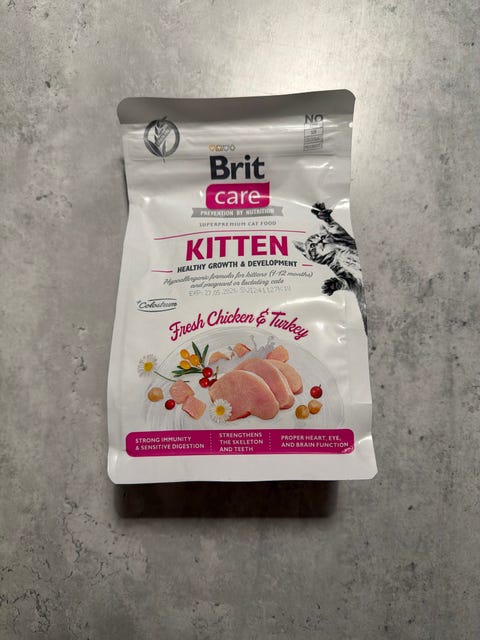 NO
Brit
care
PREVENTION BY NUTRITION
SUPERPREMIUM CAT FOOD
KITTEN
HEALTHY GROWTH & DEVELOPMENT
Hypoallergenic formula for kittens (1-12 months)
and pregnant or lactating cats
Colostrum
Fresh Chicken & Turkey
STRONG IMMUNITY
& SENSITIVE DIGESTION
STRENGTHENS
THE SKELETON
AND TEETH
PROPER HEART, EYE,
AND BRAIN FUNCTION